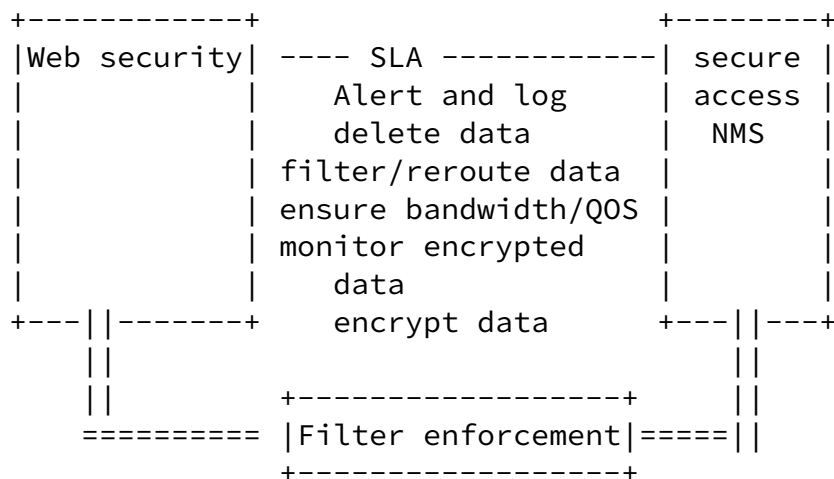 +------------+                       +--------+
|Web security| ---- SLA ------------| secure |
|            |    Alert and log      | access |
|            |    delete data        |  NMS   |
|            | filter/reroute data   |        |
|            | ensure bandwidth/QOS  |        |
|            | monitor encrypted     |        |
|            |    data               |        |
+---||-------+    encrypt data       +---||---+
    ||                                   ||
    ||         +------------------+      ||
    ========== |Filter enforcement|=====||
               +------------------+